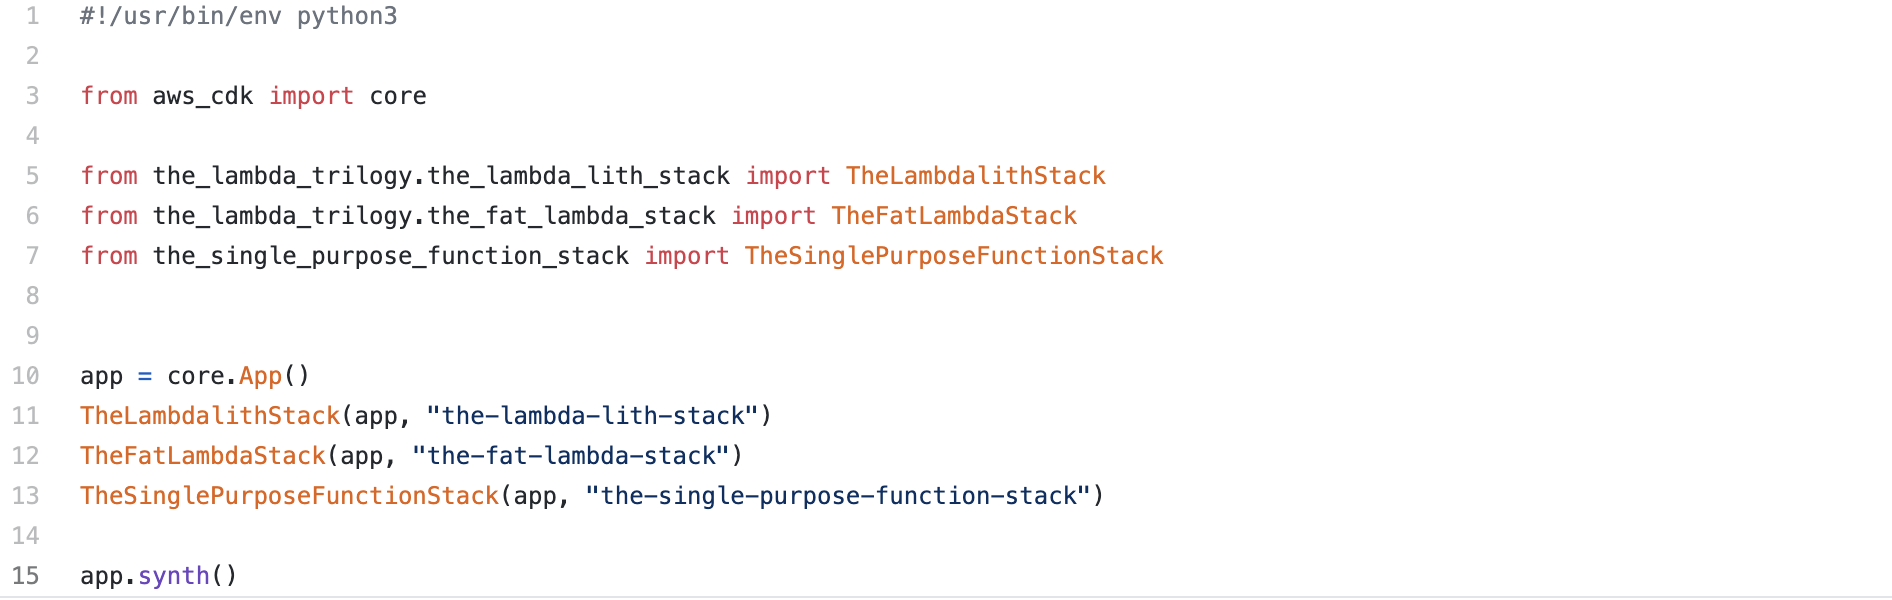 1 #!/usr/bin/env python3
2
3 from aws_cdk import core
4
5 from the_lambda_trilogy.the_lambda_lith_stack import TheLambdalithStack
6 from the_lambda_trilogy.the_fat_lambda_stack import TheFatLambdaStack
7 from the_single_purpose_function_stack import TheSinglePurposeFunctionStack
8
9
10 app = core.App()
11 TheLambdalithStack(app, "the-lambda-lith-stack")
12 TheFatLambdaStack(app, "the-fat-lambda-stack")
13 TheSinglePurposeFunctionStack(app, "the-single-purpose-function-stack")
14
15 app.synth()